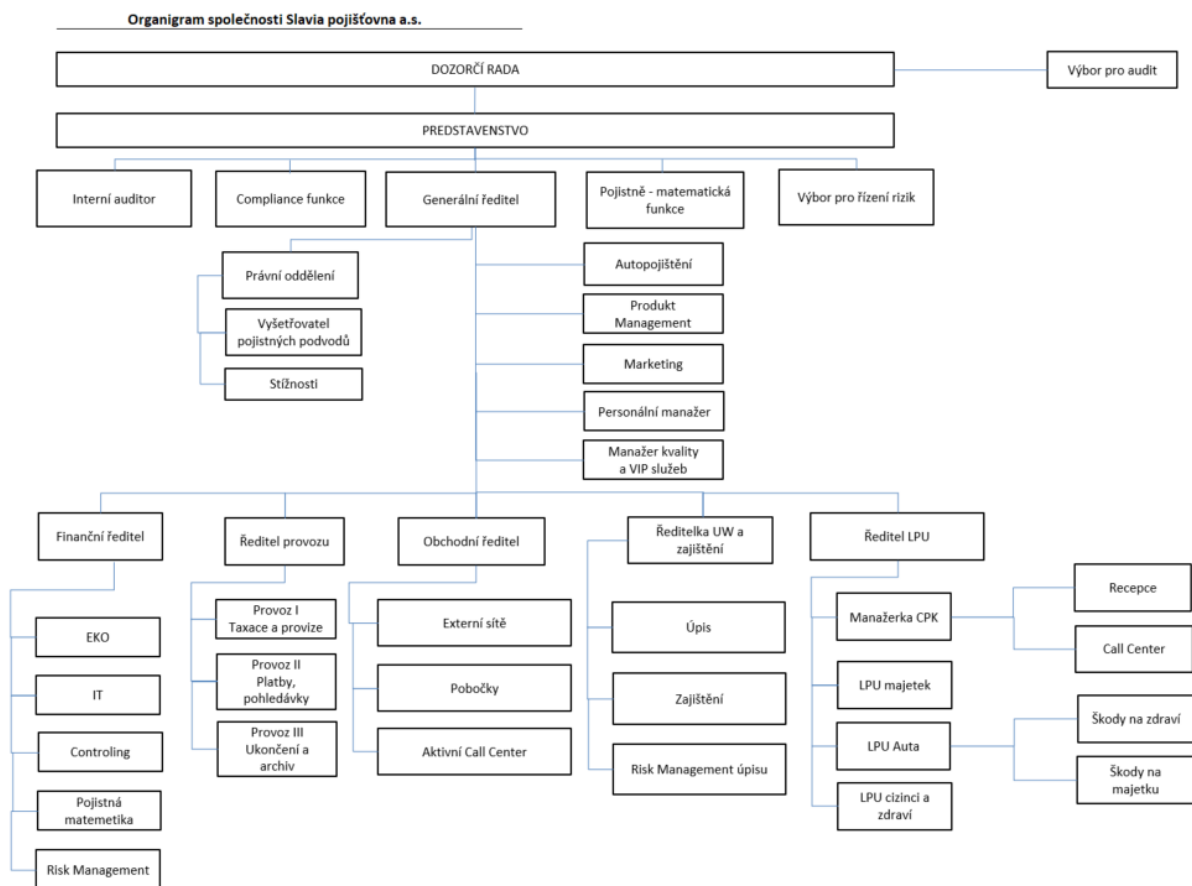 Organigram společnosti Slavia pojišťovna a.s.
DOZORČÍ RADA
Výbor pro audit
PREDSTAVENSTVO
Interní auditor
Compliance funkce
Generální ředitel
Pojistně - matematická
funkce
Výbor pro řízení rizik
Právní oddělení
Vyšetřovatel
pojistných podvodů
Stížnosti
Autopojištění
Produkt
Management
Marketing
Personální manažer
Manažer kvality
a VIP služeb
Finanční ředitel
Ředitel provozu
Obchodní ředitel
Ředitelka UW a
zajištění
Ředitel LPU
EKO
IT
Controling
Pojistná
matemetika
Risk Management
Provoz I
Taxace a provize
Provoz II
Platby,
pohledávky
Provoz III
Ukončení a
archiv
Externí sítě
Pobočky
Aktivní Call Center
Úpis
Zajištění
Risk Management úpisu
Manažerka CPK
LPU majetek
LPU Auta
LPU cizinci a
zdraví
Recepce
Call Center
Škody na zdraví
Škody na
majetku